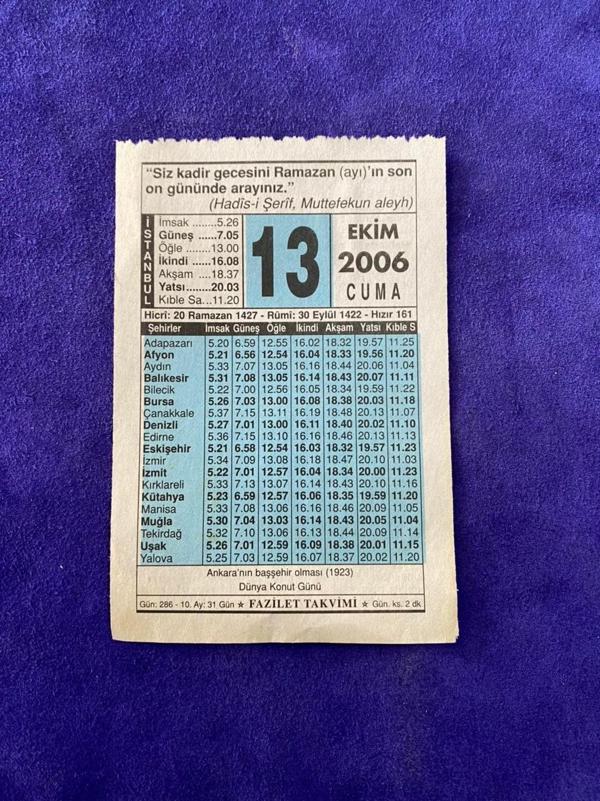 “Siz kadir gecesini Ramazan (ayı)’ın son
on gününde arayınız.”
(Hadîs-i Şerîf, Muttefekun aleyh)
İSTANBUL
İmsak ........5.26
Güneş ......7.05
Öğle ........13.00
İkindi ......16.08
Akşam ....18.37
Yatsı........20.03
Kıble Sa...11.20
13
EKİM
2006
CUMA
Hicrî: 20 Ramazan 1427 - Rûmî: 30 Eylül 1422 - Hızır 161
Şehirler İmsak Güneş Öğle İkindi Akşam Yatsı Kıble S
Adapazarı 5.20 6.59 12.55 16.02 18.32 19.57 11.25
Afyon 5.21 6.56 12.54 16.04 18.33 19.56 11.20
Aydın 5.33 7.07 13.05 16.16 18.44 20.06 11.04
Balıkesir 5.31 7.08 13.05 16.14 18.43 20.07 11.11
Bilecik 5.22 7.00 12.56 16.05 18.34 19.59 11.22
Bursa 5.26 7.03 13.00 16.08 18.38 20.03 11.18
Çanakkale 5.37 7.15 13.11 16.19 18.48 20.13 11.07
Denizli 5.27 7.01 13.00 16.11 18.40 20.02 11.10
Edirne 5.36 7.15 13.10 16.16 18.46 20.13 11.13
Eskişehir 5.21 6.58 12.54 16.03 18.32 19.57 11.23
İzmir 5.34 7.09 13.08 16.18 18.47 20.10 11.03
İzmit 5.22 7.01 12.57 16.04 18.34 20.00 11.23
Kırklareli 5.33 7.13 13.07 16.14 18.43 20.10 11.16
Kütahya 5.23 6.59 12.57 16.06 18.35 19.59 11.20
Manisa 5.33 7.08 13.06 16.16 18.46 20.09 11.05
Muğla 5.30 7.04 13.03 16.14 18.43 20.05 11.04
Tekirdağ 5.32 7.10 13.06 16.13 18.44 20.09 11.14
Uşak 5.26 7.01 12.59 16.09 18.38 20.01 11.15
Yalova 5.25 7.03 12.59 16.07 18.37 20.02 11.20
Ankara’nın başşehir olması (1923)
Dünya Konut Günü
Gün: 286 - 10. Ay: 31 Gün ★ FAZİLET TAKVİMİ ★ Gün. ks. 2 dk